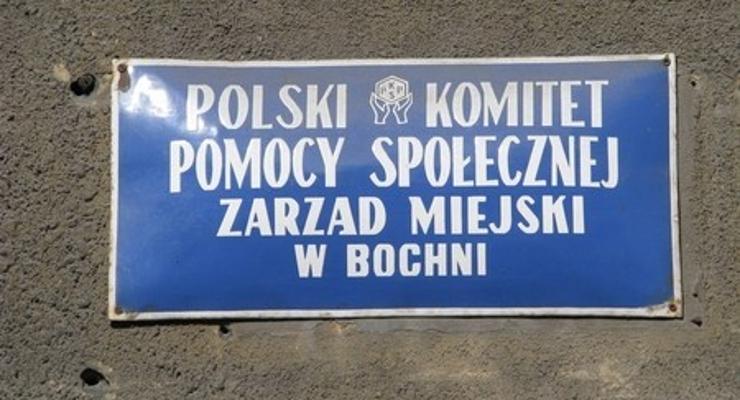 POLSKI KOMITET
POMOCY SPOŁECZNEJ
ZARZAD MIEJSKI
W BOCHNI